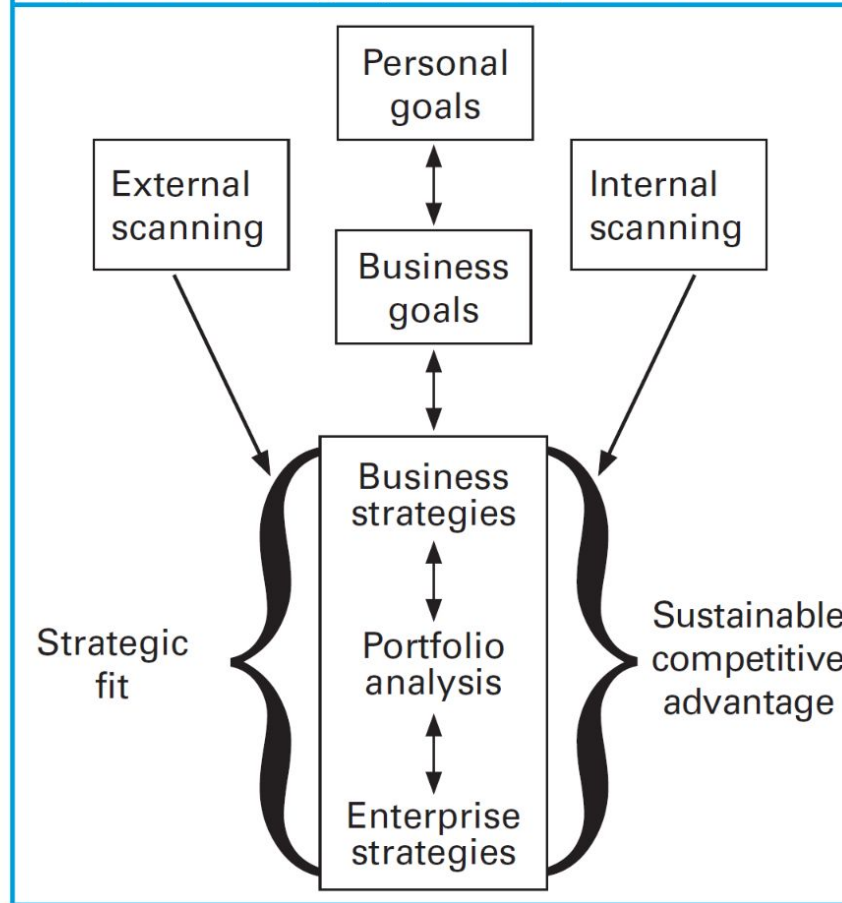 Personal
goals
External
scanning
Internal
scanning
Business
goals
Business
strategies
Strategic
fit
Portfolio
analysis
Sustainable
competitive
advantage
Enterprise
strategies